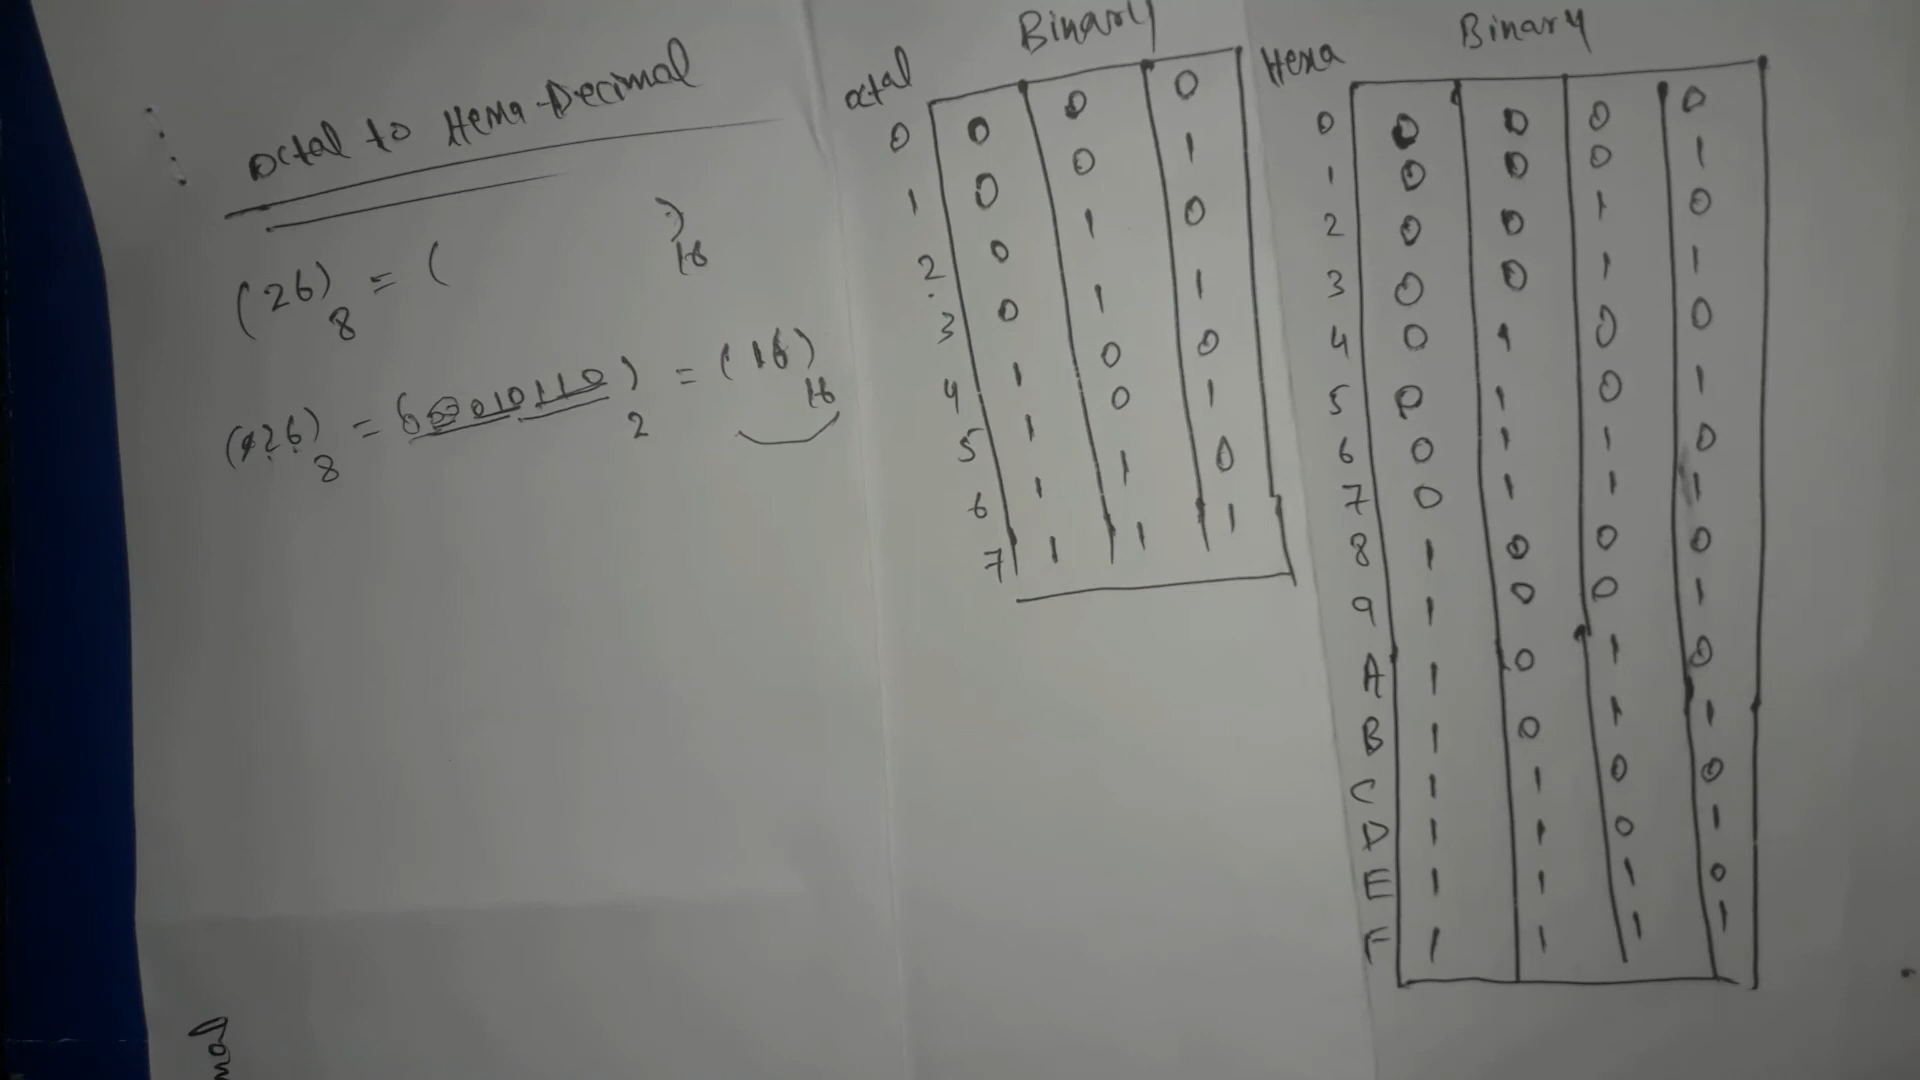 Octal to Hexa-Decimal
(26)8 = ( )16
(26)8 = (00010110)2 = (16)16
octal Binary
0 0 0 0
1 0 0 1
2 0 1 0
3 0 1 1
4 1 0 0
5 1 0 1
6 1 1 0
7 1 1 1
Hexa Binary
0 0 0 0 0
1 0 0 0 1
2 0 0 1 0
3 0 0 1 1
4 0 1 0 0
5 0 1 0 1
6 0 1 1 0
7 0 1 1 1
8 1 0 0 0
9 1 0 0 1
A 1 0 1 0
B 1 0 1 1
C 1 1 0 0
D 1 1 0 1
E 1 1 1 0
F 1 1 1 1